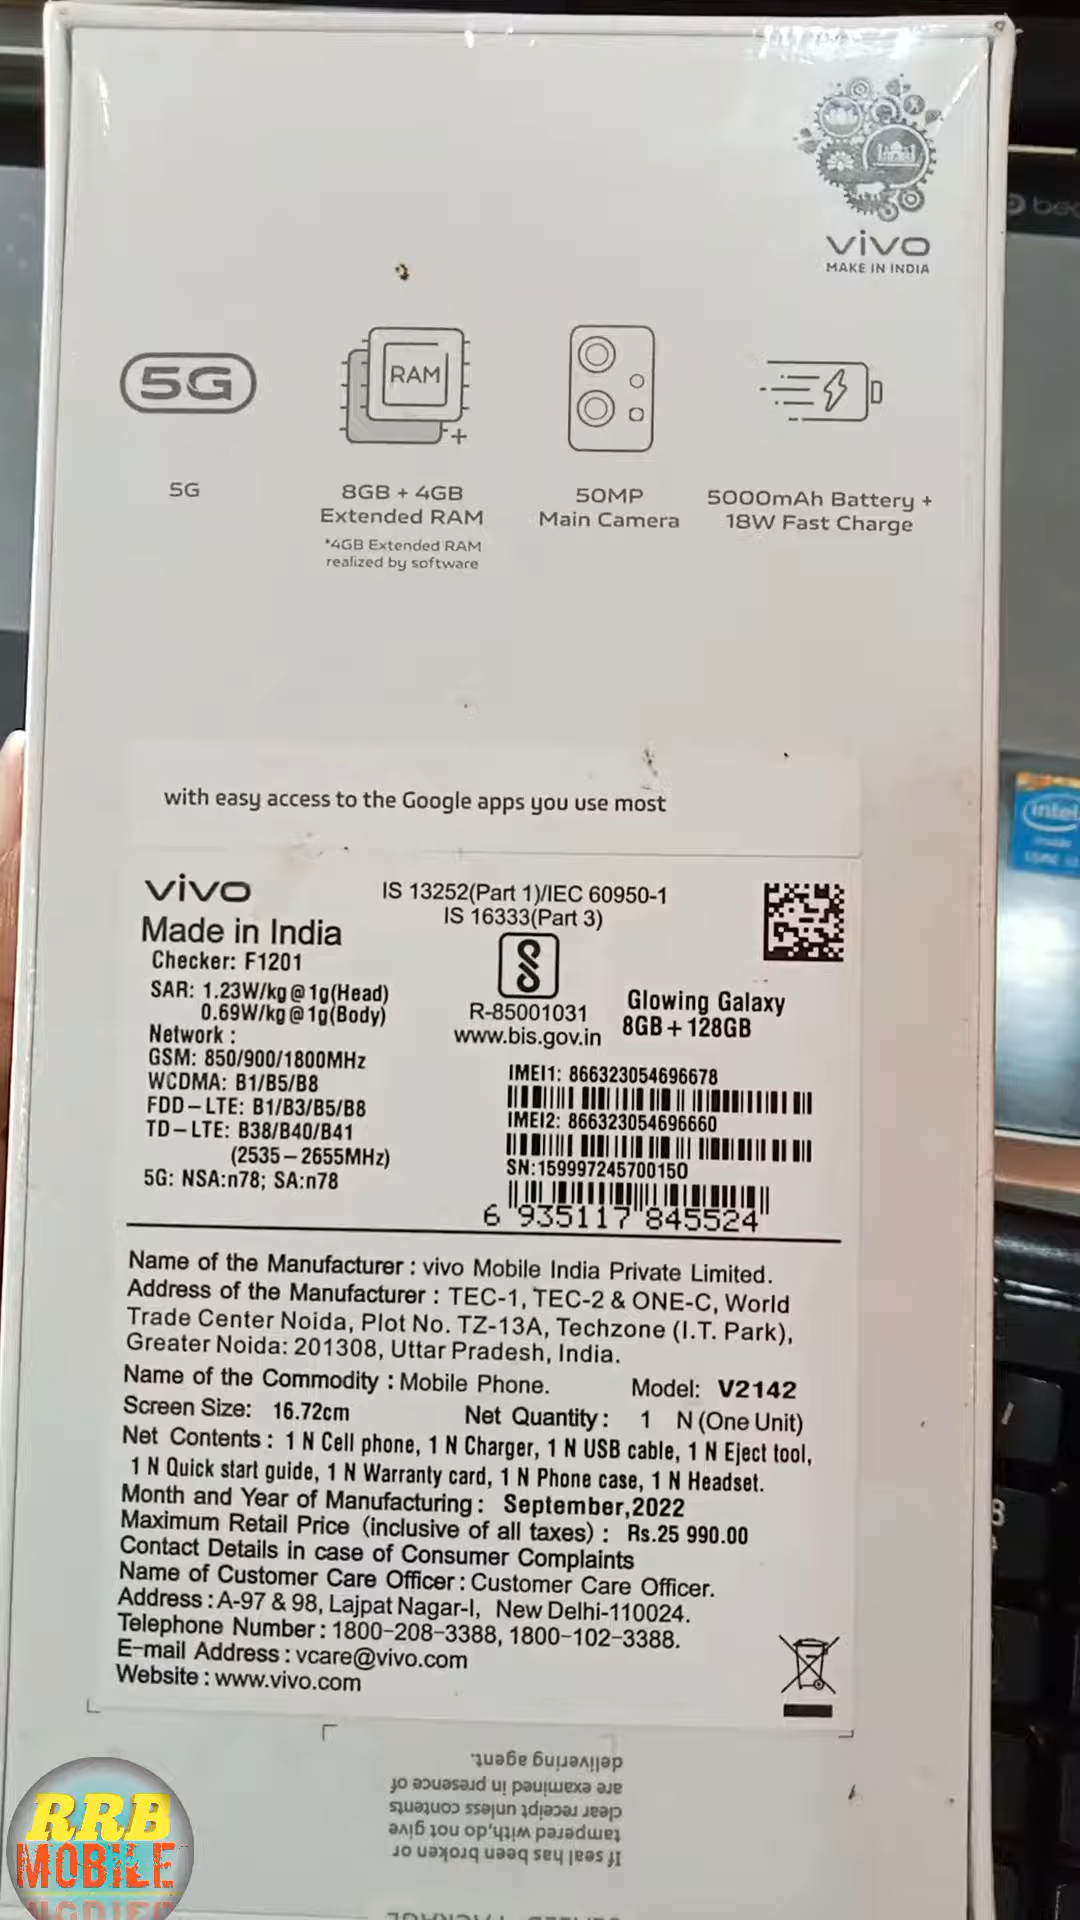 vivo
MAKE IN INDIA
5G
RAM
+
5G
8GB + 4GB
Extended RAM
*4GB Extended RAM
realized by software
50MP
Main Camera
5000mAh Battery +
18W Fast Charge
with easy access to the Google apps you use most
vivo
Made in India
Checker: F1201
SAR: 1.23W/kg@1g(Head)
0.69W/kg@1g(Body)
Network :
GSM: 850/900/1800MHz
WCDMA: B1/B5/B8
FDD-LTE: B1/B3/B5/B8
TD-LTE: B38/B40/B41
(2535-2655MHz)
5G: NSA:n78; SA:n78
IS 13252(Part 1)/IEC 60950-1
IS 16333(Part 3)
R-85001031
www.bis.gov.in
Glowing Galaxy
8GB+128GB
IMEI1: 866323054696678
IMEI2: 866323054696660
SN:15999724570015O
6 935117 845524
Name of the Manufacturer : vivo Mobile India Private Limited.
Address of the Manufacturer : TEC-1, TEC-2 & ONE-C, World
Trade Center Noida, Plot No. TZ-13A, Techzone (I.T. Park),
Greater Noida: 201308, Uttar Pradesh, India.
Name of the Commodity : Mobile Phone. Model: V2142
Screen Size: 16.72cm Net Quantity : 1 N (One Unit)
Net Contents : 1 N Cell phone, 1 N Charger, 1 N USB cable, 1 N Eject tool,
1 N Quick start guide, 1 N Warranty card, 1 N Phone case, 1 N Headset.
Month and Year of Manufacturing : September,2022
Maximum Retail Price (inclusive of all taxes) : Rs.25 990.00
Contact Details in case of Consumer Complaints
Name of Customer Care Officer : Customer Care Officer.
Address : A-97 & 98, Lajpat Nagar-I, New Delhi-110024.
Telephone Number : 1800-208-3388, 1800-102-3388.
E-mail Address : vcare@vivo.com
Website : www.vivo.com
If seal has been broken or
tampered with,do not give
clear receipt unless contents
are examined in presence of
delivering agent.
RRB
MOBILE
intel
inside